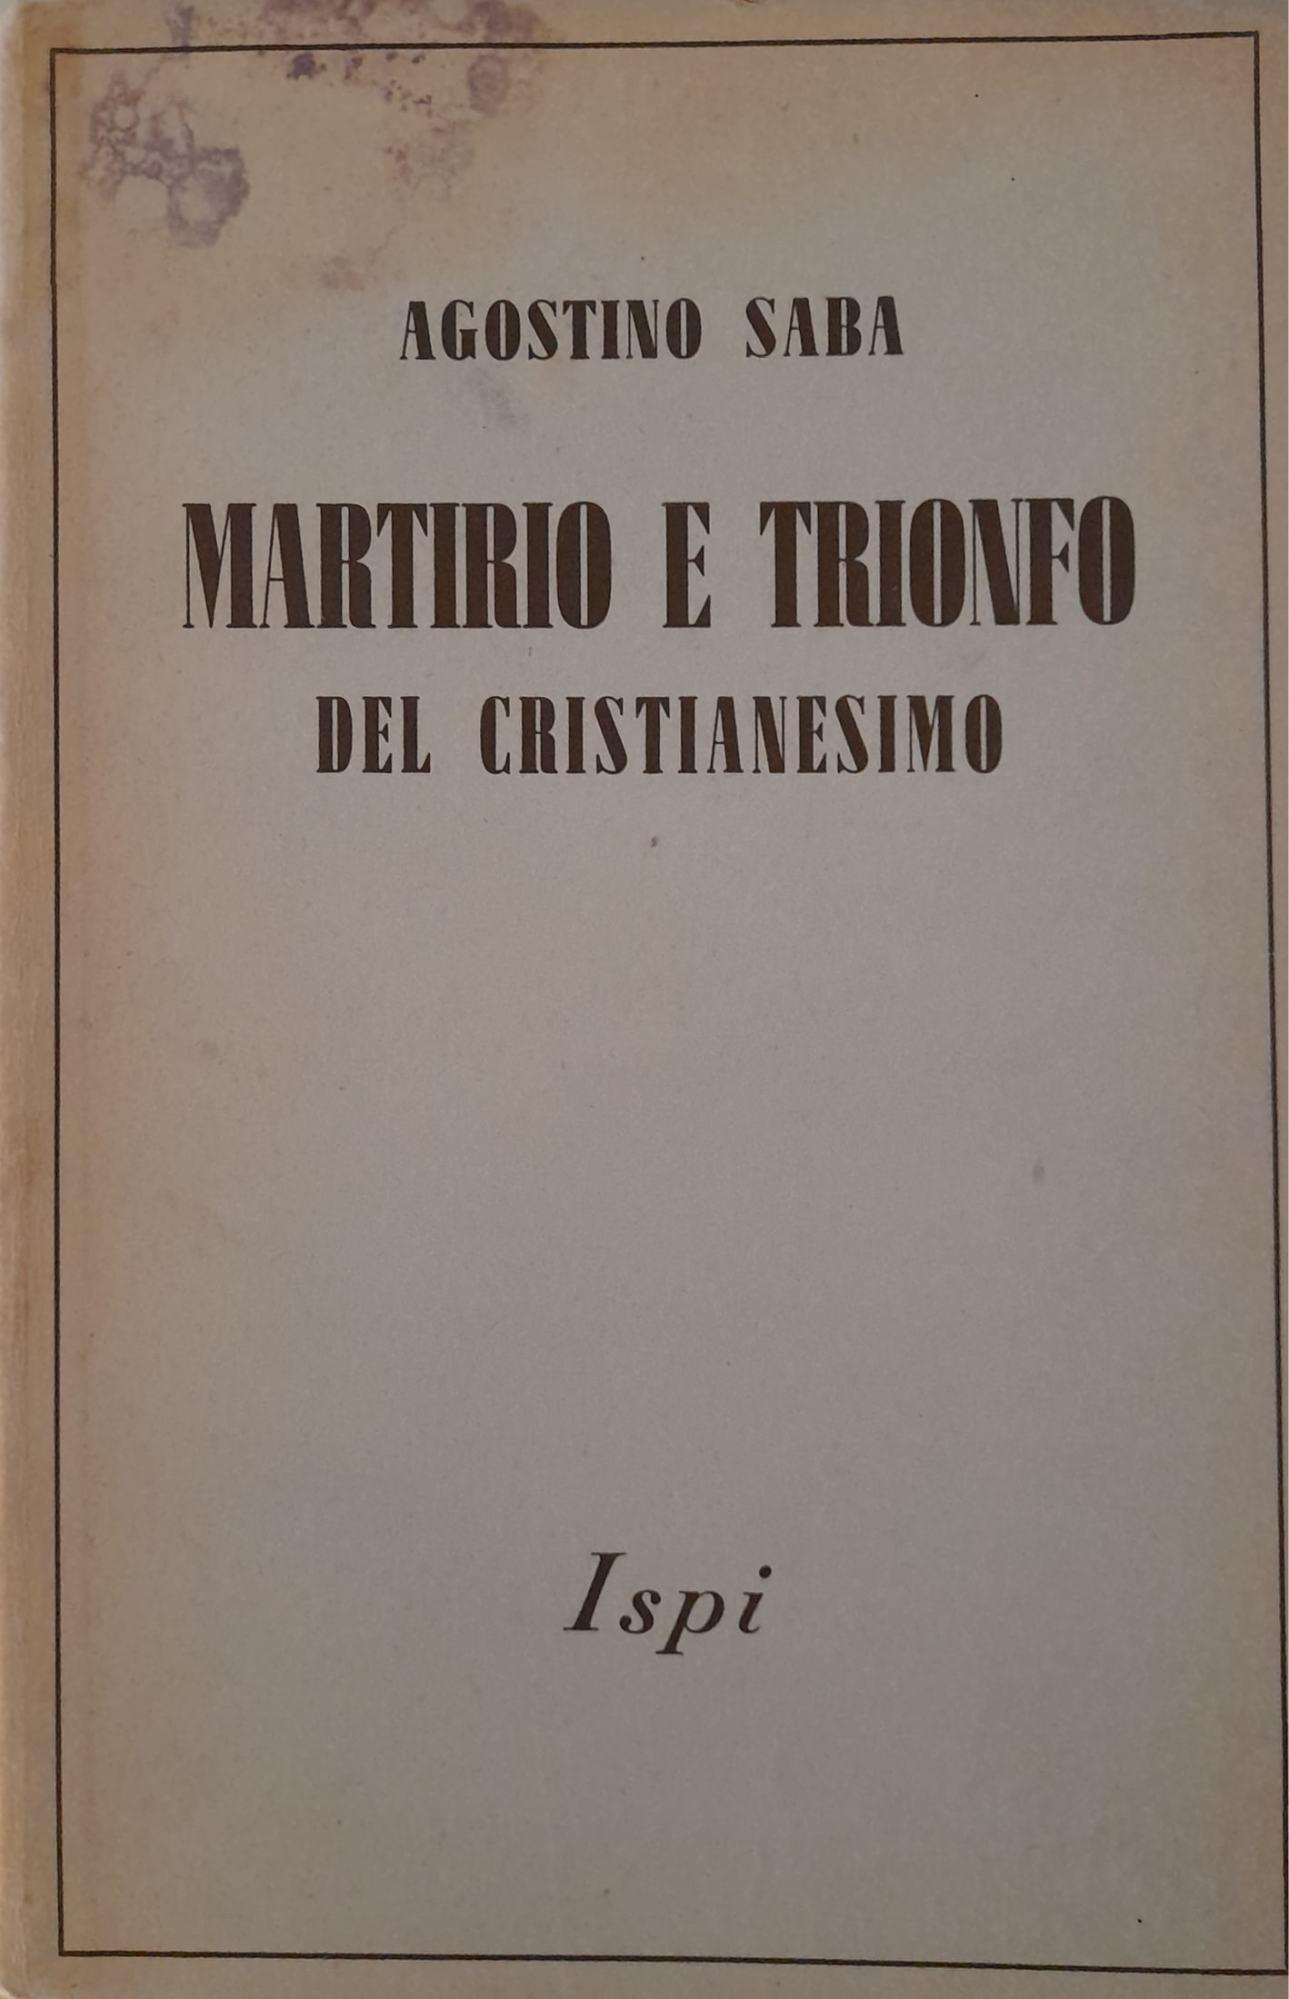 AGOSTINO SABA
MARTIRIO E TRIONFO
DEL CRISTIANESIMO
Ispi